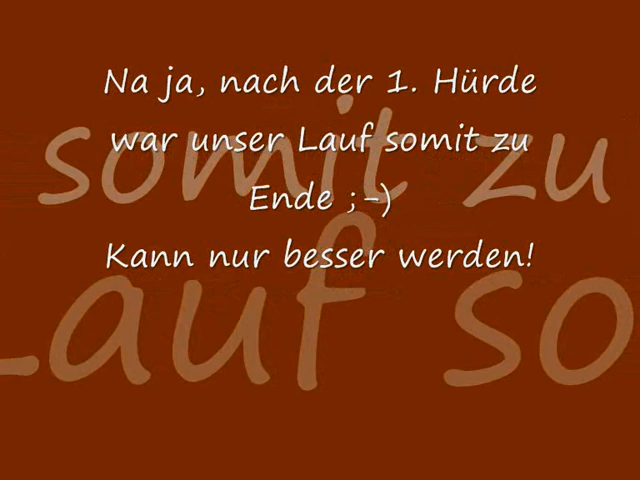 Na ja, nach der 1. Hürde
war unser Lauf somit zu
Ende ;-)
Kann nur besser werden!
somit zu
Lauf so